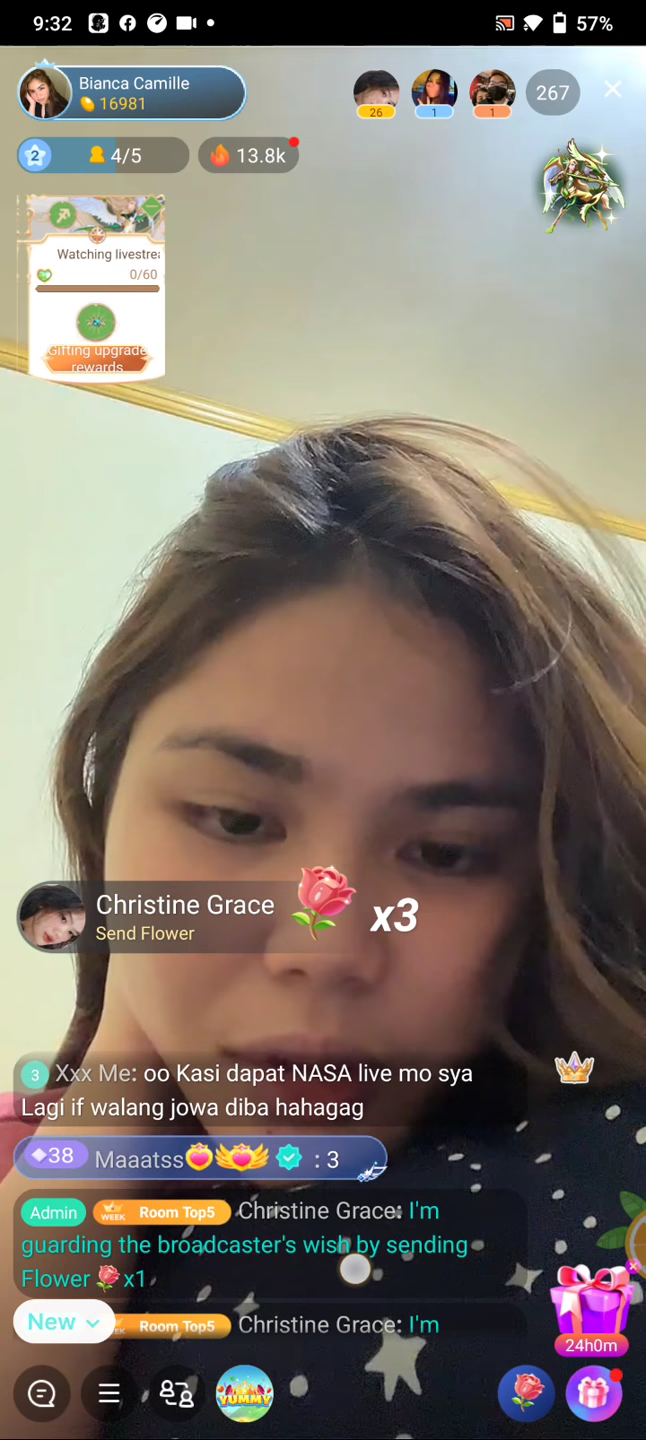 9:32
57%
Bianca Camille
16981
26
1
1
267
2
4/5
13.8k
Watching livestrea
0/60
Gifting upgrade
rewards
Christine Grace
Send Flower
x3
3 Xxx Me: oo Kasi dapat NASA live mo sya
Lagi if walang jowa diba hahagag
38 Maaatss : 3
Admin WEEK Room Top5 Christine Grace: I'm
guarding the broadcaster's wish by sending
Flower x1
New
EEK Room Top5 Christine Grace: I'm
24h0m
YUMMY